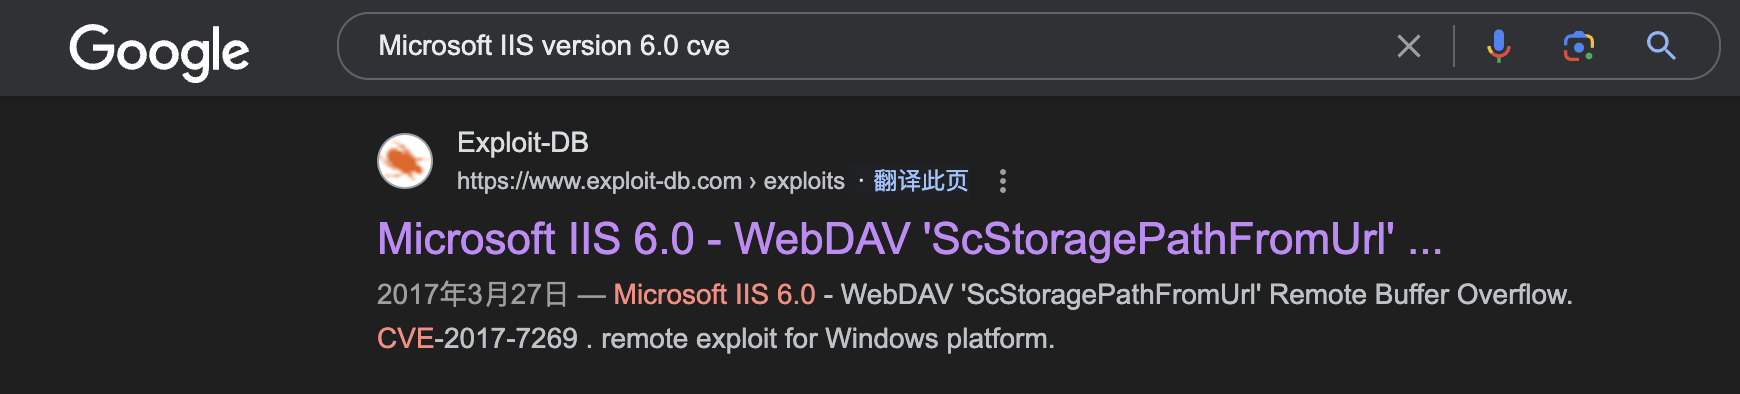 Google
Microsoft IIS version 6.0 cve
Exploit-DB
https://www.exploit-db.com › exploits · 翻译此页
Microsoft IIS 6.0 - WebDAV 'ScStoragePathFromUrl' ...
2017年3月27日 — Microsoft IIS 6.0 - WebDAV 'ScStoragePathFromUrl' Remote Buffer Overflow.
CVE-2017-7269 . remote exploit for Windows platform.